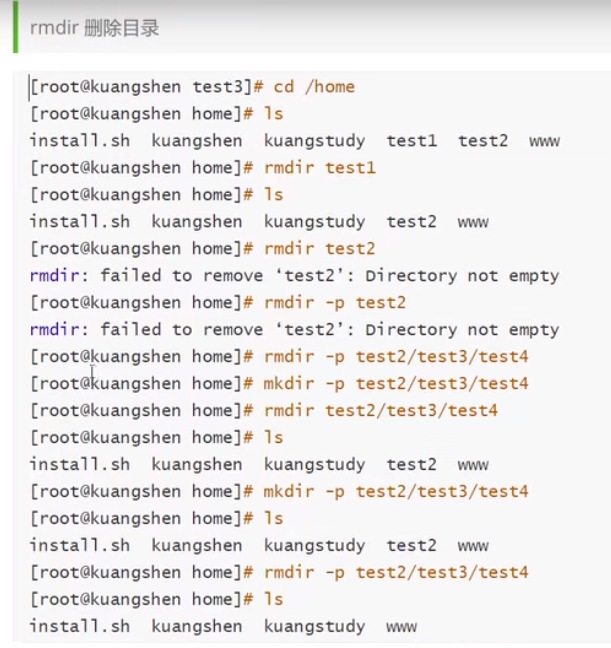 rmdir 删除目录
[root@kuangshen test3]# cd /home
[root@kuangshen home]# ls
install.sh  kuangshen  kuangstudy  test1  test2  www
[root@kuangshen home]# rmdir test1
[root@kuangshen home]# ls
install.sh  kuangshen  kuangstudy  test2  www
[root@kuangshen home]# rmdir test2
rmdir: failed to remove ‘test2’: Directory not empty
[root@kuangshen home]# rmdir -p test2
rmdir: failed to remove ‘test2’: Directory not empty
[root@kuangshen home]# rmdir -p test2/test3/test4
[root@kuangshen home]# mkdir -p test2/test3/test4
[root@kuangshen home]# rmdir test2/test3/test4
[root@kuangshen home]# ls
install.sh  kuangshen  kuangstudy  test2  www
[root@kuangshen home]# mkdir -p test2/test3/test4
[root@kuangshen home]# ls
install.sh  kuangshen  kuangstudy  test2  www
[root@kuangshen home]# rmdir -p test2/test3/test4
[root@kuangshen home]# ls
install.sh  kuangshen  kuangstudy  www